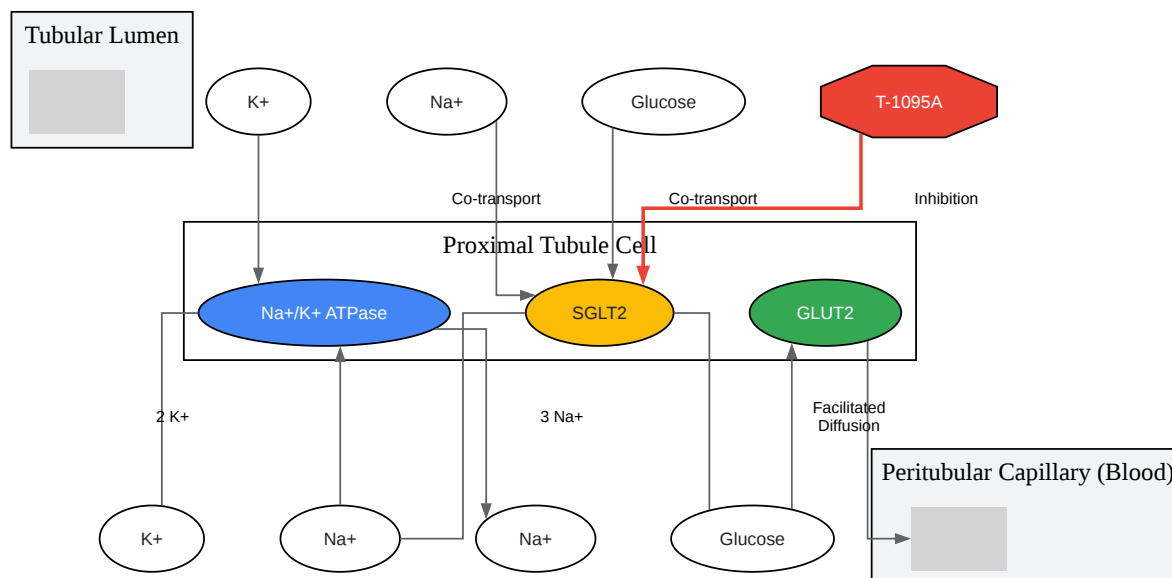 Tubular Lumen
K+
Na+
Glucose
T-1095A
Co-transport
Co-transport
Inhibition
Proximal Tubule Cell
Na+/K+ ATPase
SGLT2
GLUT2
2 K+
3 Na+
Facilitated
Diffusion
Peritubular Capillary (Blood)
K+
Na+
Na+
Glucose